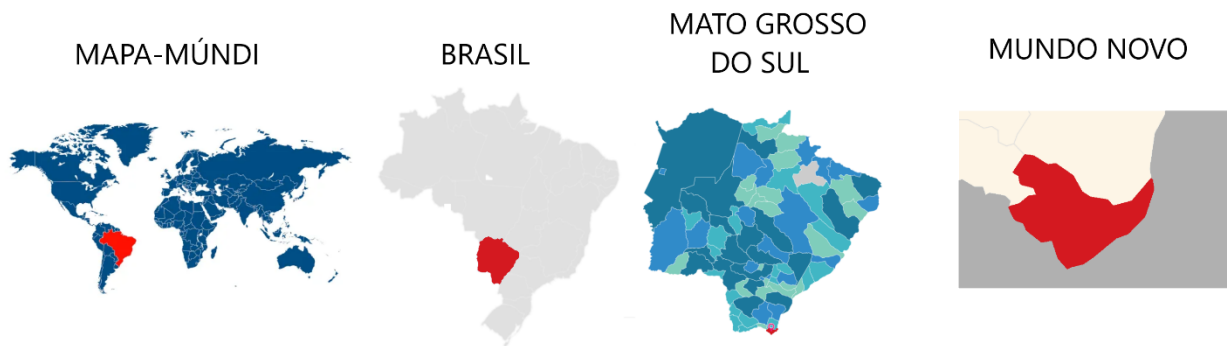 MAPA-MÚNDI
BRASIL
MATO GROSSO
DO SUL
MUNDO NOVO